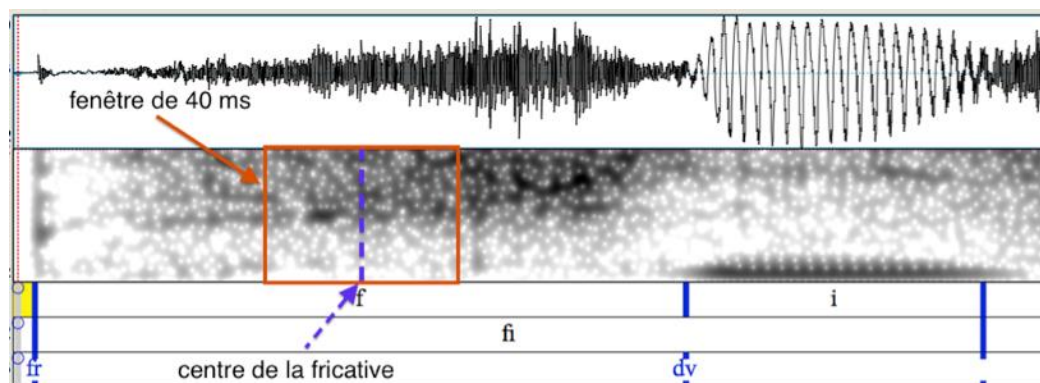 fenêtre de 40 ms
f i
fi
centre de la fricative
fr dv